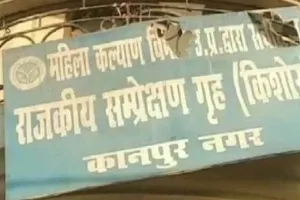 महिला कल्याण उ.प्र.द्वारा
राजकीय सम्प्रेक्षण गृह
कानपुर नगर